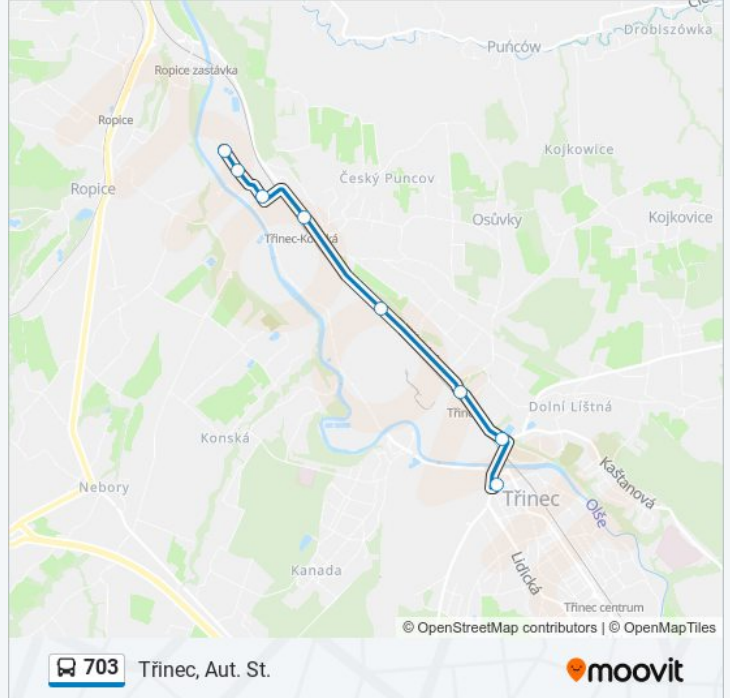 Puńców
Drobiszówka
Ropice zastávka
Ropice
Kojkowice
Český Puncov
Ropice
Osůvky
Kojkovice
Třinec-Konská
Dolní Líštná
Konská
Kaštanová
Nebory
Třinec
Olše
Kanada
Lidická
Třinec centrum
© OpenStreetMap contributors | © OpenMapTiles
703 Třinec, Aut. St.
moovit